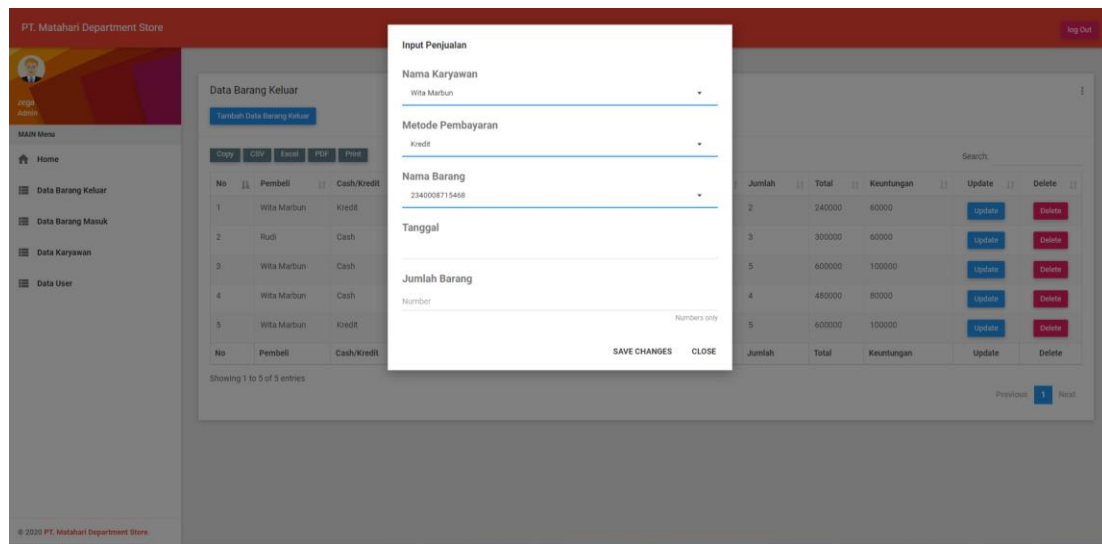 PT. Matahari Department Store
log Out
zega
Admin
MAIN Menu
Home
Data Barang Keluar
Data Barang Masuk
Data Karyawan
Data User
© 2020 PT. Matahari Department Store
Data Barang Keluar
Tambah Data Barang Keluar
Copy CSV Excel PDF Print
Search:
No Pembeli Cash/Kredit Jumlah Total Keuntungan Update Delete
1 Wita Marbun Kredit 2 240000 60000 Update Delete
2 Rudi Cash 3 300000 60000 Update Delete
3 Wita Marbun Cash 5 600000 100000 Update Delete
4 Wita Marbun Cash 4 480000 80000 Update Delete
5 Wita Marbun Kredit 5 600000 100000 Update Delete
No Pembeli Cash/Kredit Jumlah Total Keuntungan Update Delete
Showing 1 to 5 of 5 entries
Previous 1 Next
Input Penjualan
Nama Karyawan
Wita Marbun
Metode Pembayaran
Kredit
Nama Barang
2340008715468
Tanggal
Jumlah Barang
Number
Numbers only
SAVE CHANGES CLOSE